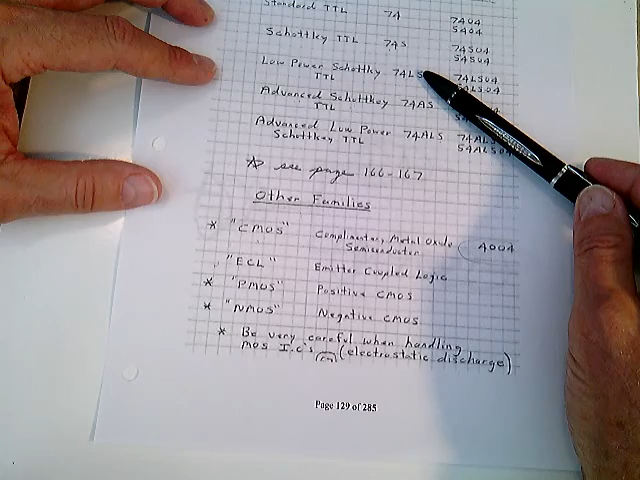 Standard TTL 74 7404
5404
Schottky TTL 74S 74S04
54S04
Low Power Schottky 74LS 74LS04
TTL 54LS04
Advanced Schottky 74AS
TTL
Advanced Low Power 74ALS
Schottky TTL 54ALS04
☆ see page 166-167
Other Families
* "CMOS" Complimentary Metal Oxide 4004
Semiconductor
"ECL" Emitter Coupled Logic
* "PMOS" Positive CMOS
* "NMOS" Negative CMOS
* Be very careful when handling
mos I.C's (electrostatic discharge)
Page 129 of 285